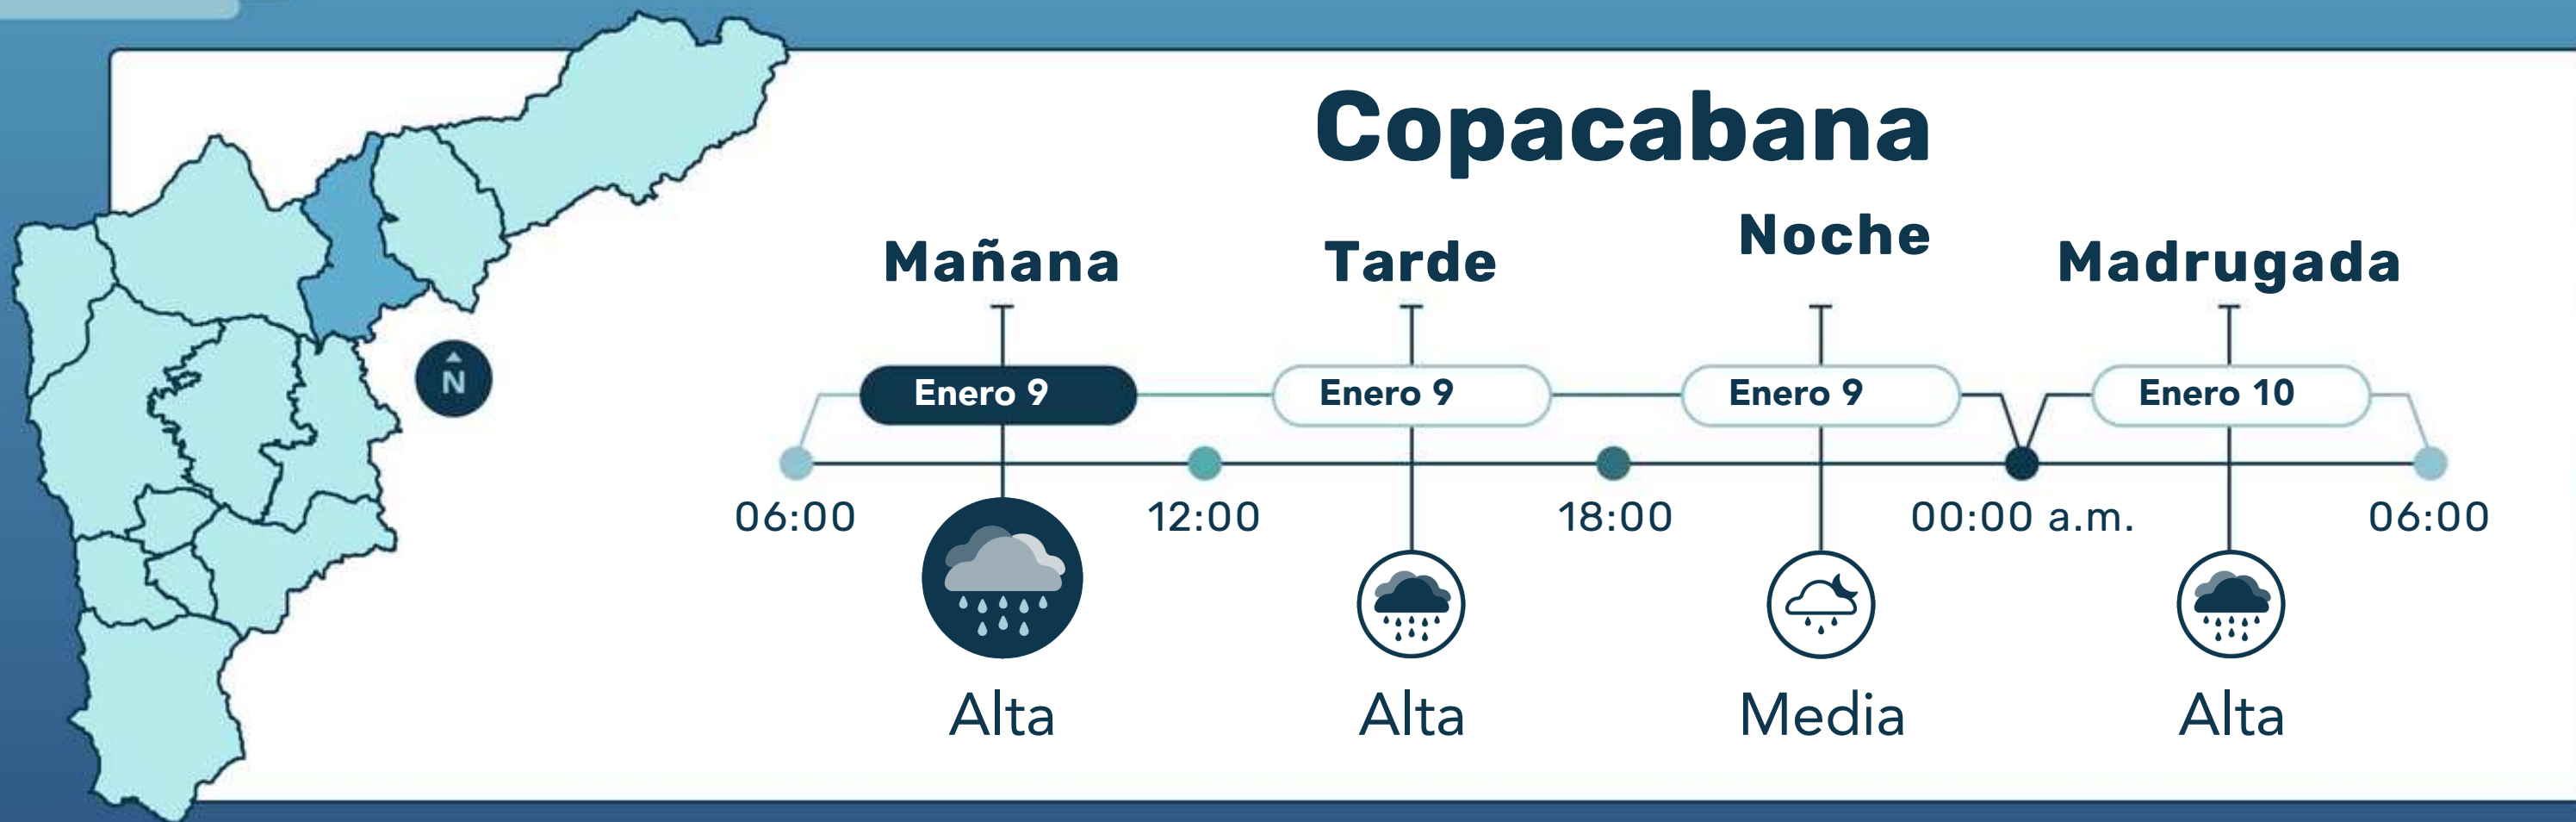 Copacabana
Mañana
Tarde
Noche
Madrugada
Enero 9
Enero 9
Enero 9
Enero 10
N
06:00
12:00
18:00
00:00 a.m.
06:00
Alta
Alta
Media
Alta